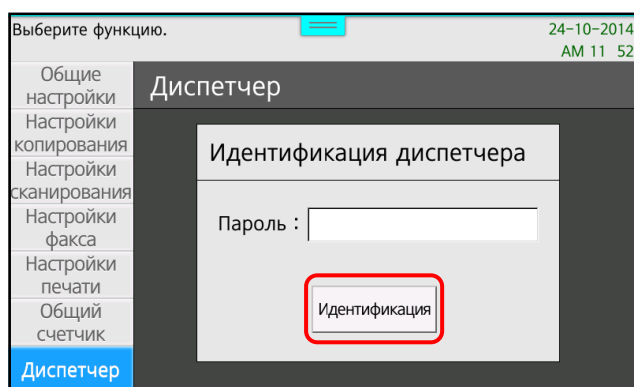 Выберите функцию.
24-10-2014
AM 11 52
Общие
настройки
Настройки
копирования
Настройки
сканирования
Настройки
факса
Настройки
печати
Общий
счетчик
Диспетчер
Диспетчер
Идентификация диспетчера
Пароль :
Идентификация